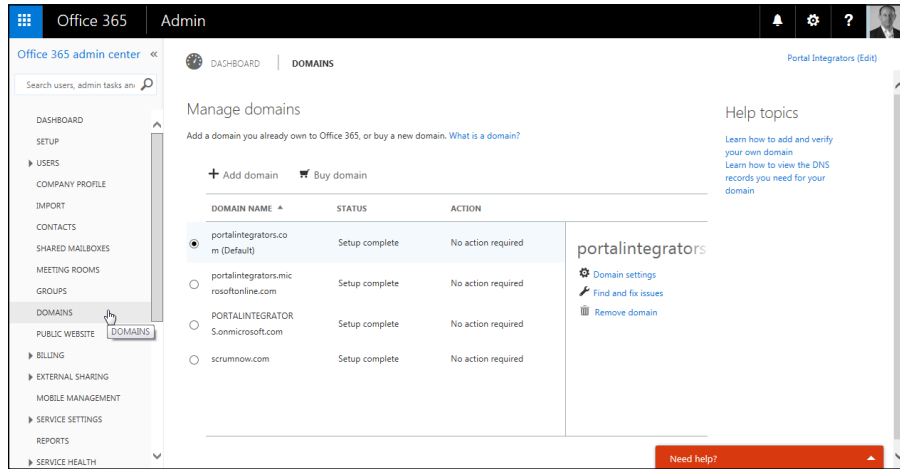 Office 365
Admin
?
Office 365 admin center «
Search users, admin tasks an
DASHBOARD
SETUP
USERS
COMPANY PROFILE
IMPORT
CONTACTS
SHARED MAILBOXES
MEETING ROOMS
GROUPS
DOMAINS
DOMAINS
PUBLIC WEBSITE
BILLING
EXTERNAL SHARING
MOBILE MANAGEMENT
SERVICE SETTINGS
REPORTS
SERVICE HEALTH
DASHBOARD
DOMAINS
Portal Integrators (Edit)
Manage domains
Add a domain you already own to Office 365, or buy a new domain. What is a domain?
+ Add domain
Buy domain
DOMAIN NAME
STATUS
ACTION
portalintegrators.co
m (Default)
Setup complete
No action required
portalintegrators.mic
rosoftonline.com
Setup complete
No action required
PORTALINTEGRATOR
S.onmicrosoft.com
Setup complete
No action required
scrumnow.com
Setup complete
No action required
portalintegrators
Domain settings
Find and fix issues
Remove domain
Help topics
Learn how to add and verify
your own domain
Learn how to view the DNS
records you need for your
domain
Need help?